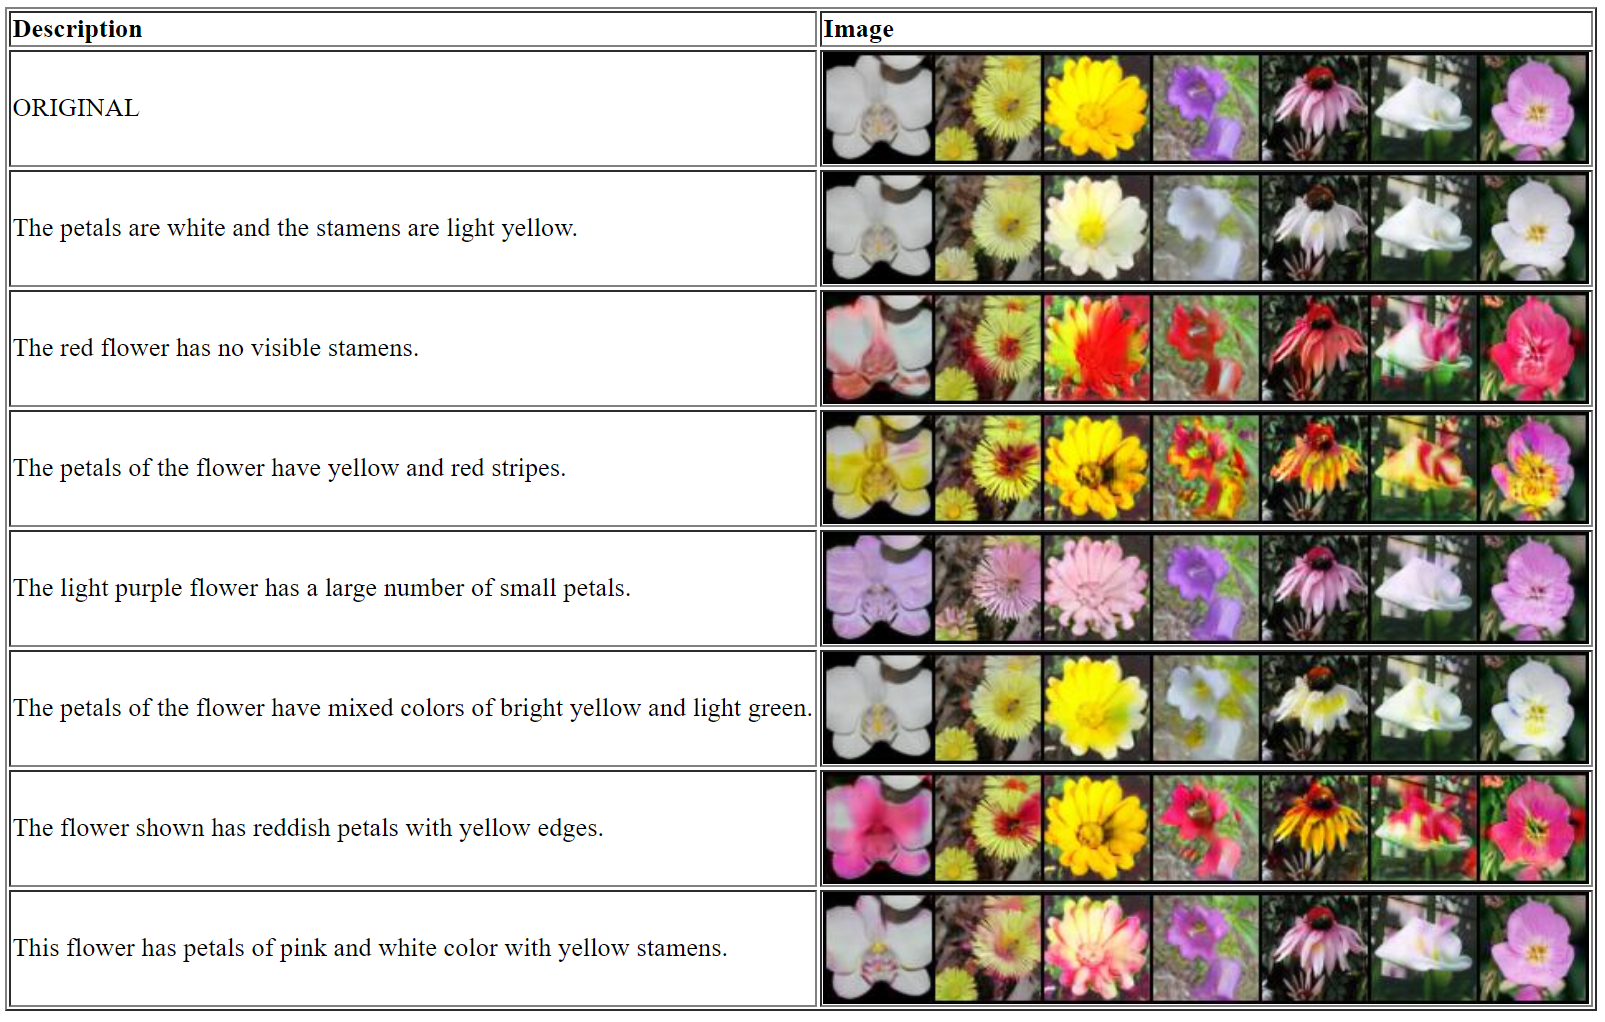 Description
Image
ORIGINAL
The petals are white and the stamens are light yellow.
The red flower has no visible stamens.
The petals of the flower have yellow and red stripes.
The light purple flower has a large number of small petals.
The petals of the flower have mixed colors of bright yellow and light green.
The flower shown has reddish petals with yellow edges.
This flower has petals of pink and white color with yellow stamens.